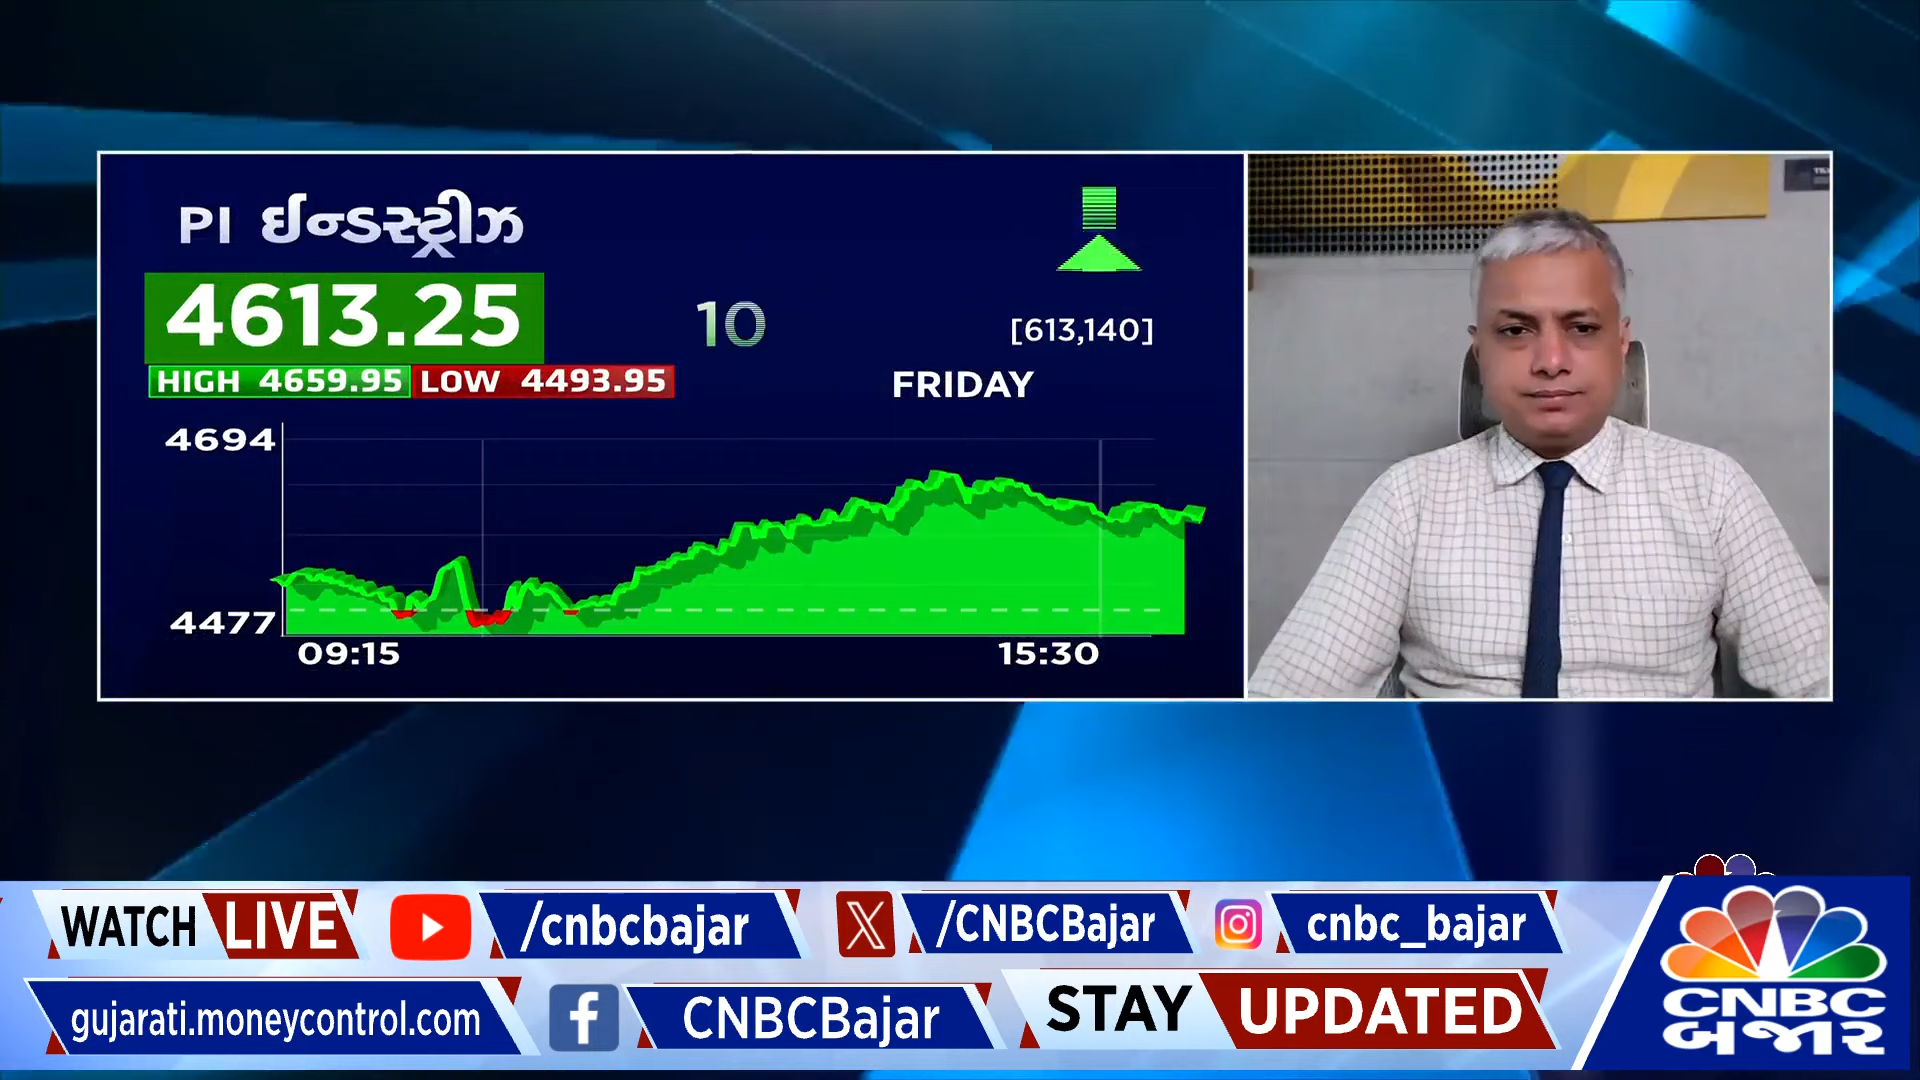 PI ઈન્ડસ્ટ્રીઝ
4613.25
10
[613,140]
HIGH 4659.95 LOW 4493.95
FRIDAY
4694
4477
09:15
15:30
WATCH LIVE /cnbcbajar /CNBCBajar cnbc_bajar
gujarati.moneycontrol.com CNBCBajar STAY UPDATED
CNBC
બજાર